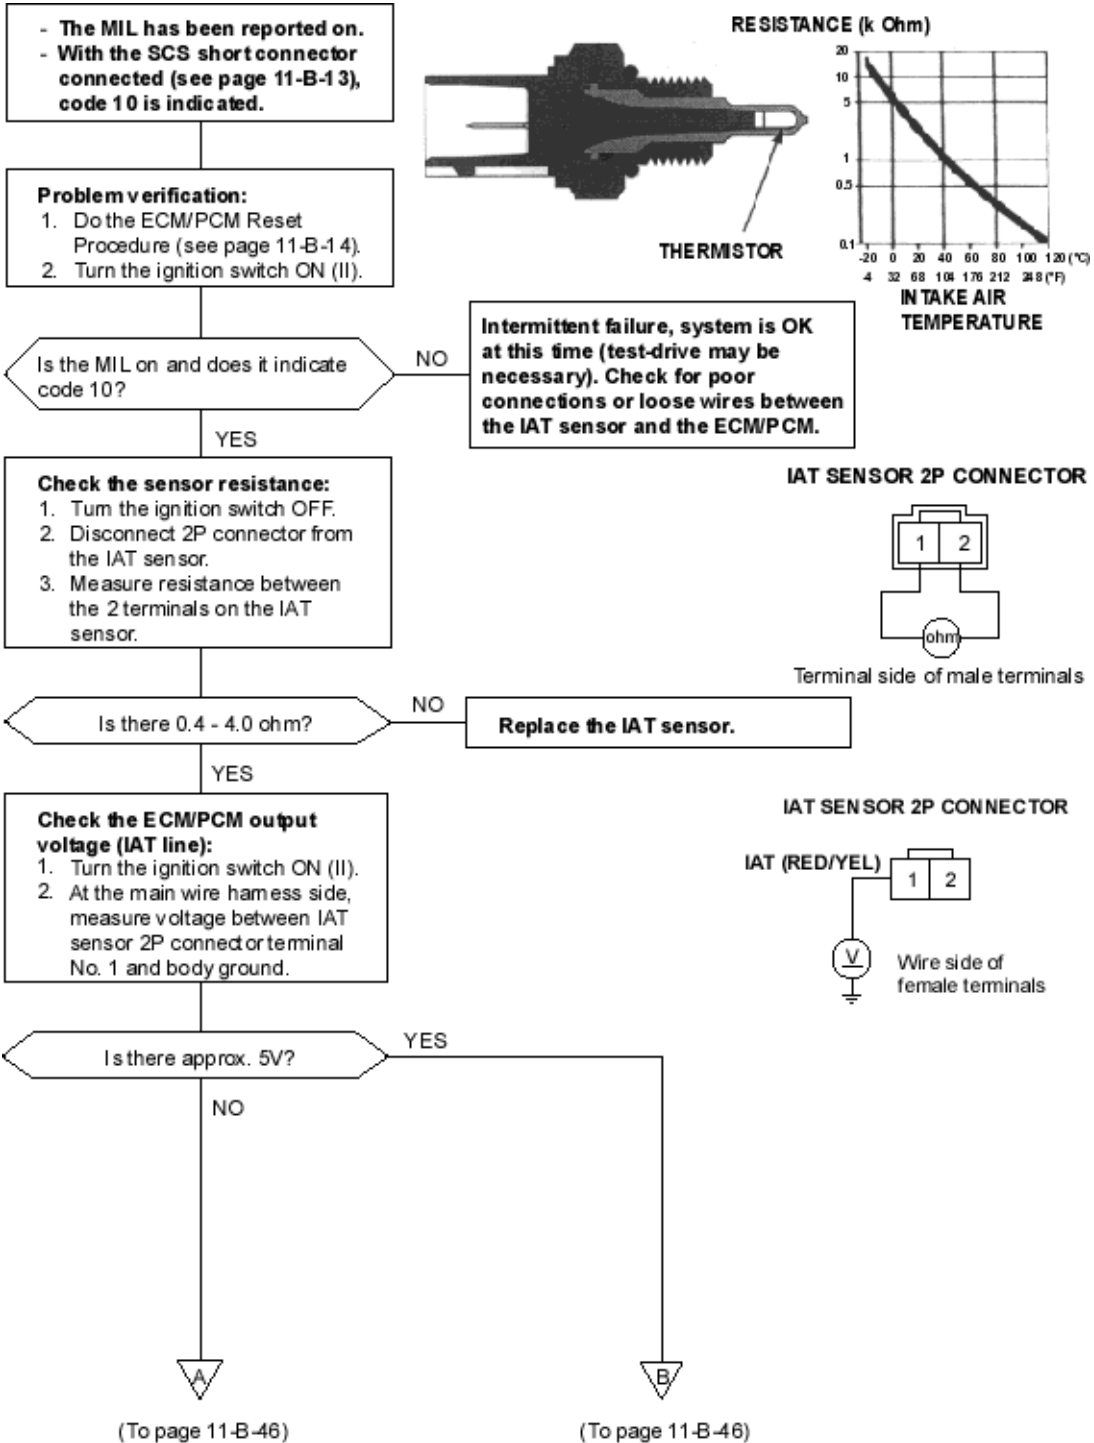 - The MIL has been reported on.
- With the SCS short connector
connected (see page 11-B-13),
code 10 is indicated.
RESISTANCE (k Ohm)
20
10
5
1
0.5
0.1
-20 0 20 40 60 80 100 120 (°C)
-4 32 68 104 176 212 248 (°F)
INTAKE AIR
TEMPERATURE
THERMISTOR
Problem verification:
1. Do the ECM/PCM Reset
Procedure (see page 11-B-14).
2. Turn the ignition switch ON (II).
Is the MIL on and does it indicate
code 10?
NO
Intermittent failure, system is OK
at this time (test-drive may be
necessary). Check for poor
connections or loose wires between
the IAT sensor and the ECM/PCM.
YES
Check the sensor resistance:
1. Turn the ignition switch OFF.
2. Disconnect 2P connector from
the IAT sensor.
3. Measure resistance between
the 2 terminals on the IAT
sensor.
IAT SENSOR 2P CONNECTOR
1 2
ohm
Terminal side of male terminals
Is there 0.4 - 4.0 ohm?
NO
Replace the IAT sensor.
YES
Check the ECM/PCM output
voltage (IAT line):
1. Turn the ignition switch ON (II).
2. At the main wire harness side,
measure voltage between IAT
sensor 2P connector terminal
No. 1 and body ground.
IAT SENSOR 2P CONNECTOR
IAT (RED/YEL)
1 2
V
Wire side of
female terminals
Is there approx. 5V?
YES
NO
A
B
(To page 11-B-46)
(To page 11-B-46)